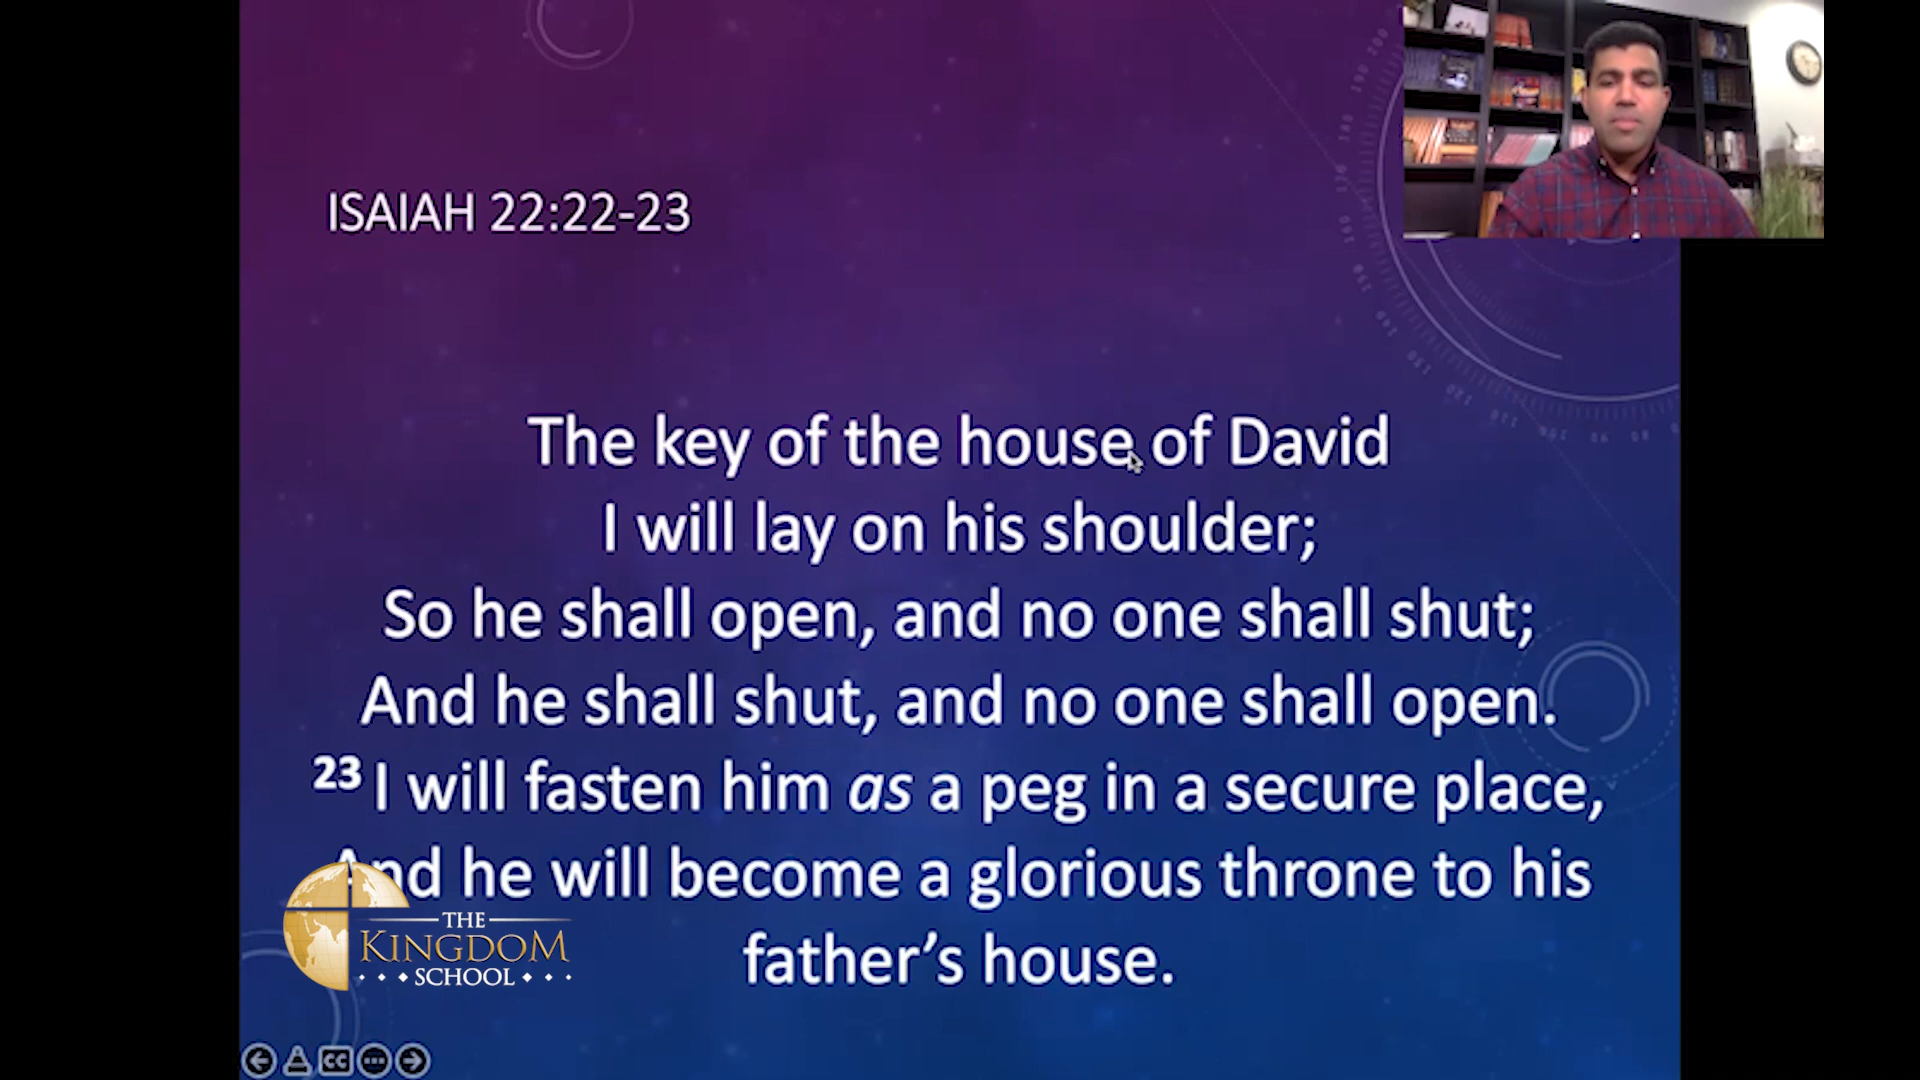 ISAIAH 22:22-23
The key of the house of David
I will lay on his shoulder;
So he shall open, and no one shall shut;
And he shall shut, and no one shall open.
23 I will fasten him as a peg in a secure place,
And he will become a glorious throne to his
father’s house.
THE
KINGDOM
SCHOOL
CC